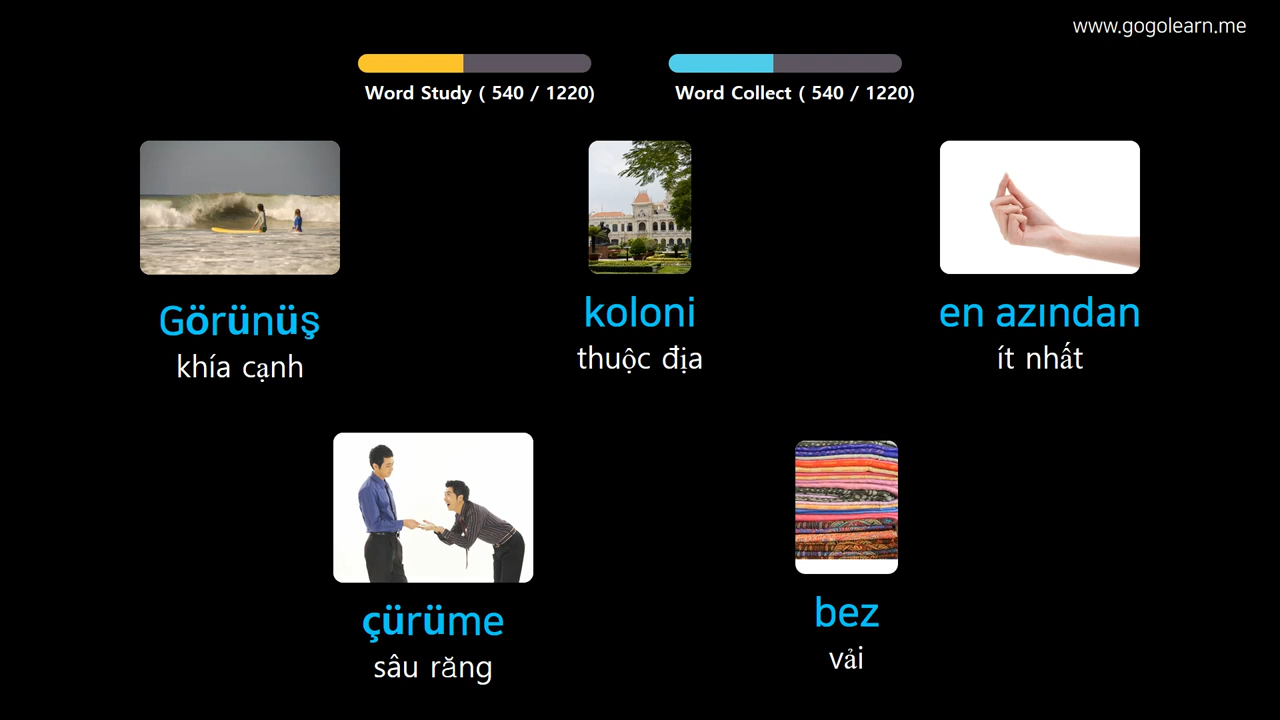 www.gogolearn.me
Word Study ( 540 / 1220)
Word Collect ( 540 / 1220)
Görünüş
khía cạnh
koloni
thuộc địa
en azından
ít nhất
çürüme
sâu răng
bez
vải